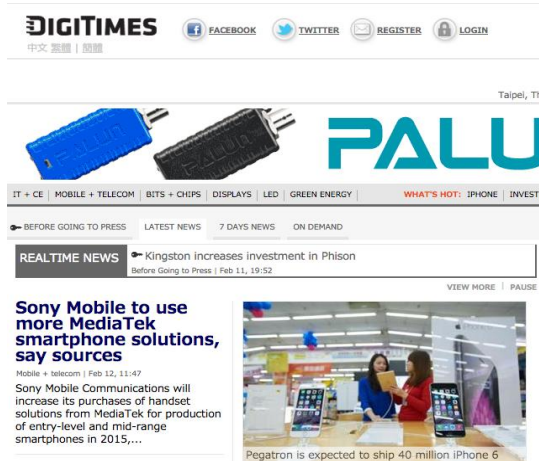 DIGITIMES
FACEBOOK TWITTER REGISTER LOGIN
中文 繁體 | 簡體
Taipei, Th
PALUn PALUn PALU
IT + CE | MOBILE + TELECOM | BITS + CHIPS | DISPLAYS | LED | GREEN ENERGY | WHAT'S HOT: IPHONE | INVEST
BEFORE GOING TO PRESS LATEST NEWS 7 DAYS NEWS ON DEMAND
REALTIME NEWS Kingston increases investment in Phison
Before Going to Press | Feb 11, 19:52
VIEW MORE | PAUSE
Sony Mobile to use
more MediaTek
smartphone solutions,
say sources
Mobile + telecom | Feb 12, 11:47
Sony Mobile Communications will
increase its purchases of handset
solutions from MediaTek for production
of entry-level and mid-range
smartphones in 2015,...
Pegatron is expected to ship 40 million iPhone 6